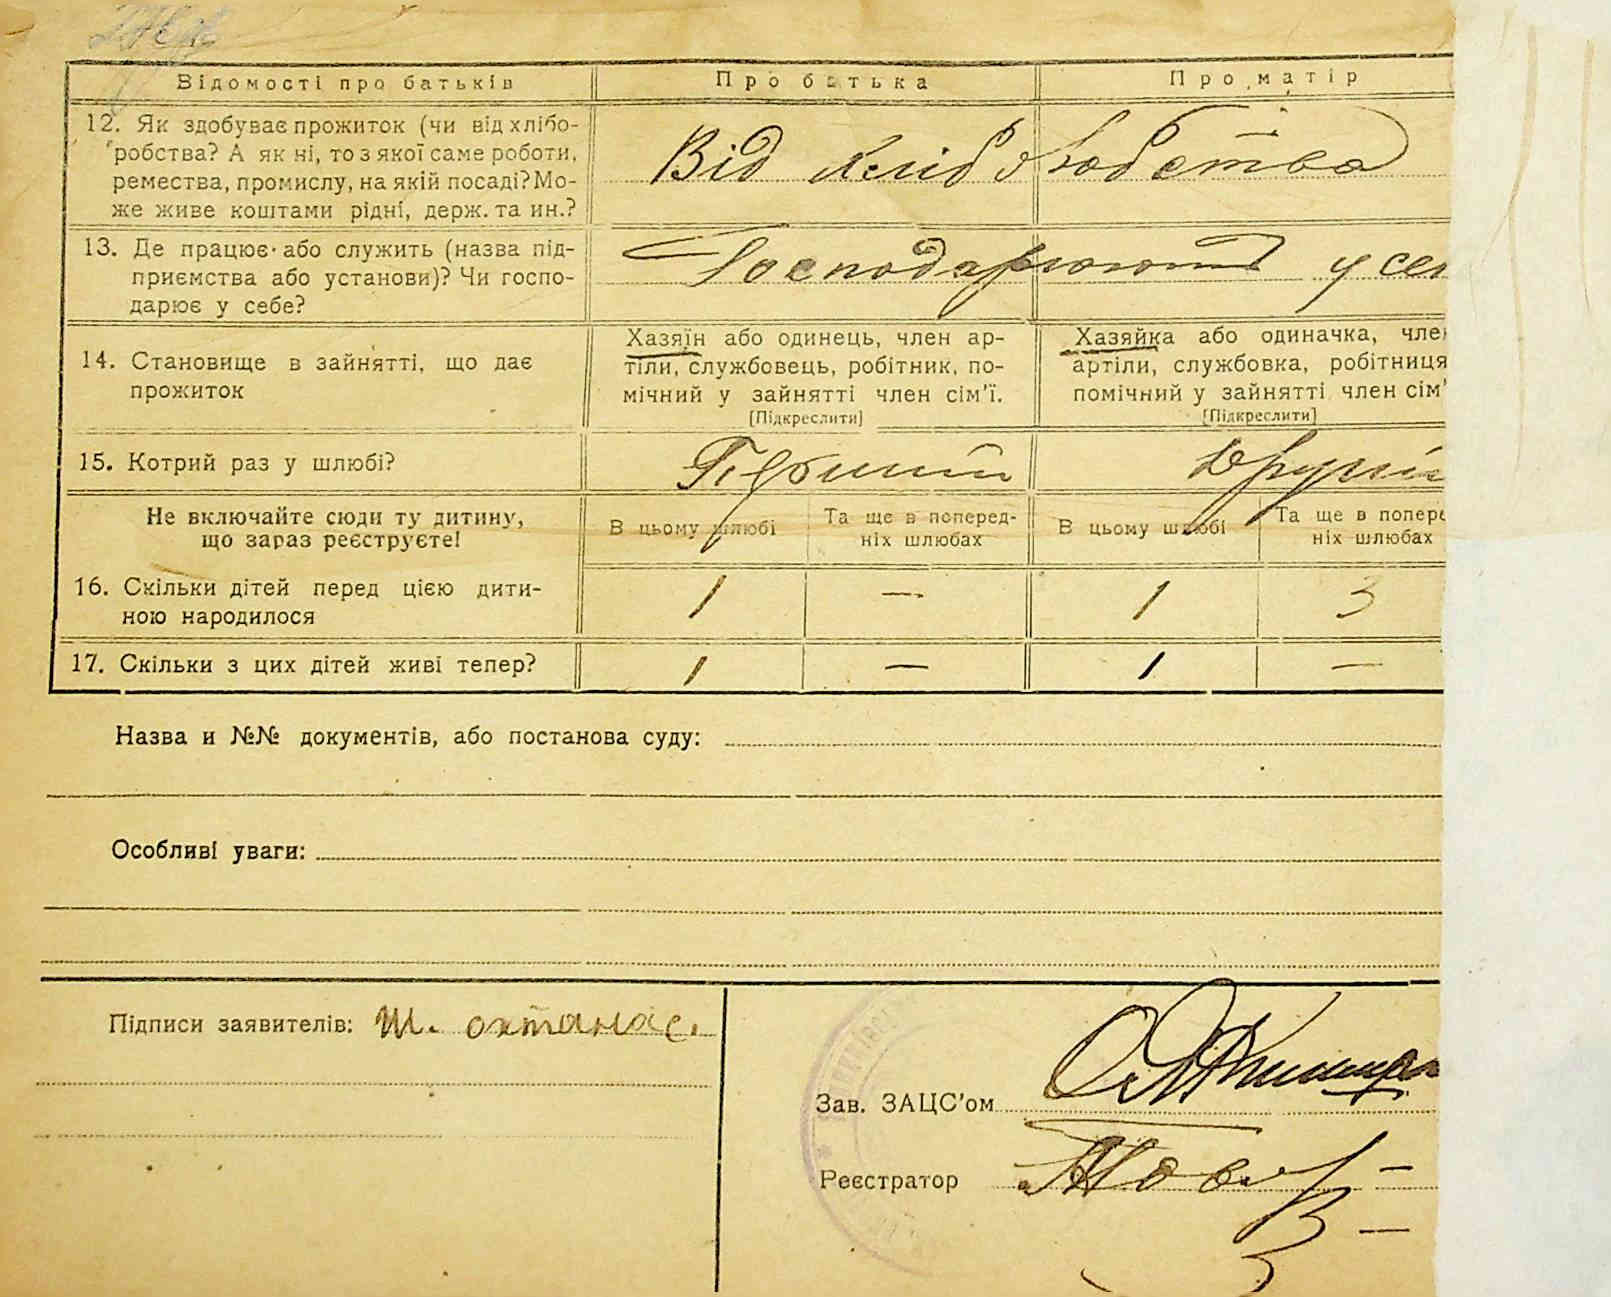 Відомості про батьків
Про батька
Про матір
12. Як здобуває прожиток (чи від хлібо-
робства? А як ні, то з якої саме роботи,
ремества, промислу, на якій посаді? Мо-
же живе коштами рідні, держ. та ин.?
Від хліборобства
13. Де працює або служить (назва під-
приємства або установи)? Чи госпо-
дарює у себе?
Господарюють у се
14. Становище в зайнятті, що дає
прожиток
Хазяїн або одинець, член ар-
тіли, службовець, робітник, по-
мічний у зайнятті член сім'ї.
[Підкреслити]
Хазяйка або одиначка, член
артіли, службовка, робітниця
помічний у зайнятті член сім'
[Підкреслити]
15. Котрий раз у шлюбі?
Перший
Другий
Не включайте сюди ту дитину,
що зараз реєструєте!
В цьому шлюбі
Та ще в поперед-
ніх шлюбах
В цьому шлюбі
Та ще в попере
ніх шлюбах
16. Скільки дітей перед цією дити-
ною народилося
1 — 1 3
17. Скільки з цих дітей живі тепер?
1 — 1 —
Назва и №№ документів, або постанова суду:
Особливі уваги:
Підписи заявителів: Ш. охтанас.
Зав. ЗАЦС'ом
Реєстратор